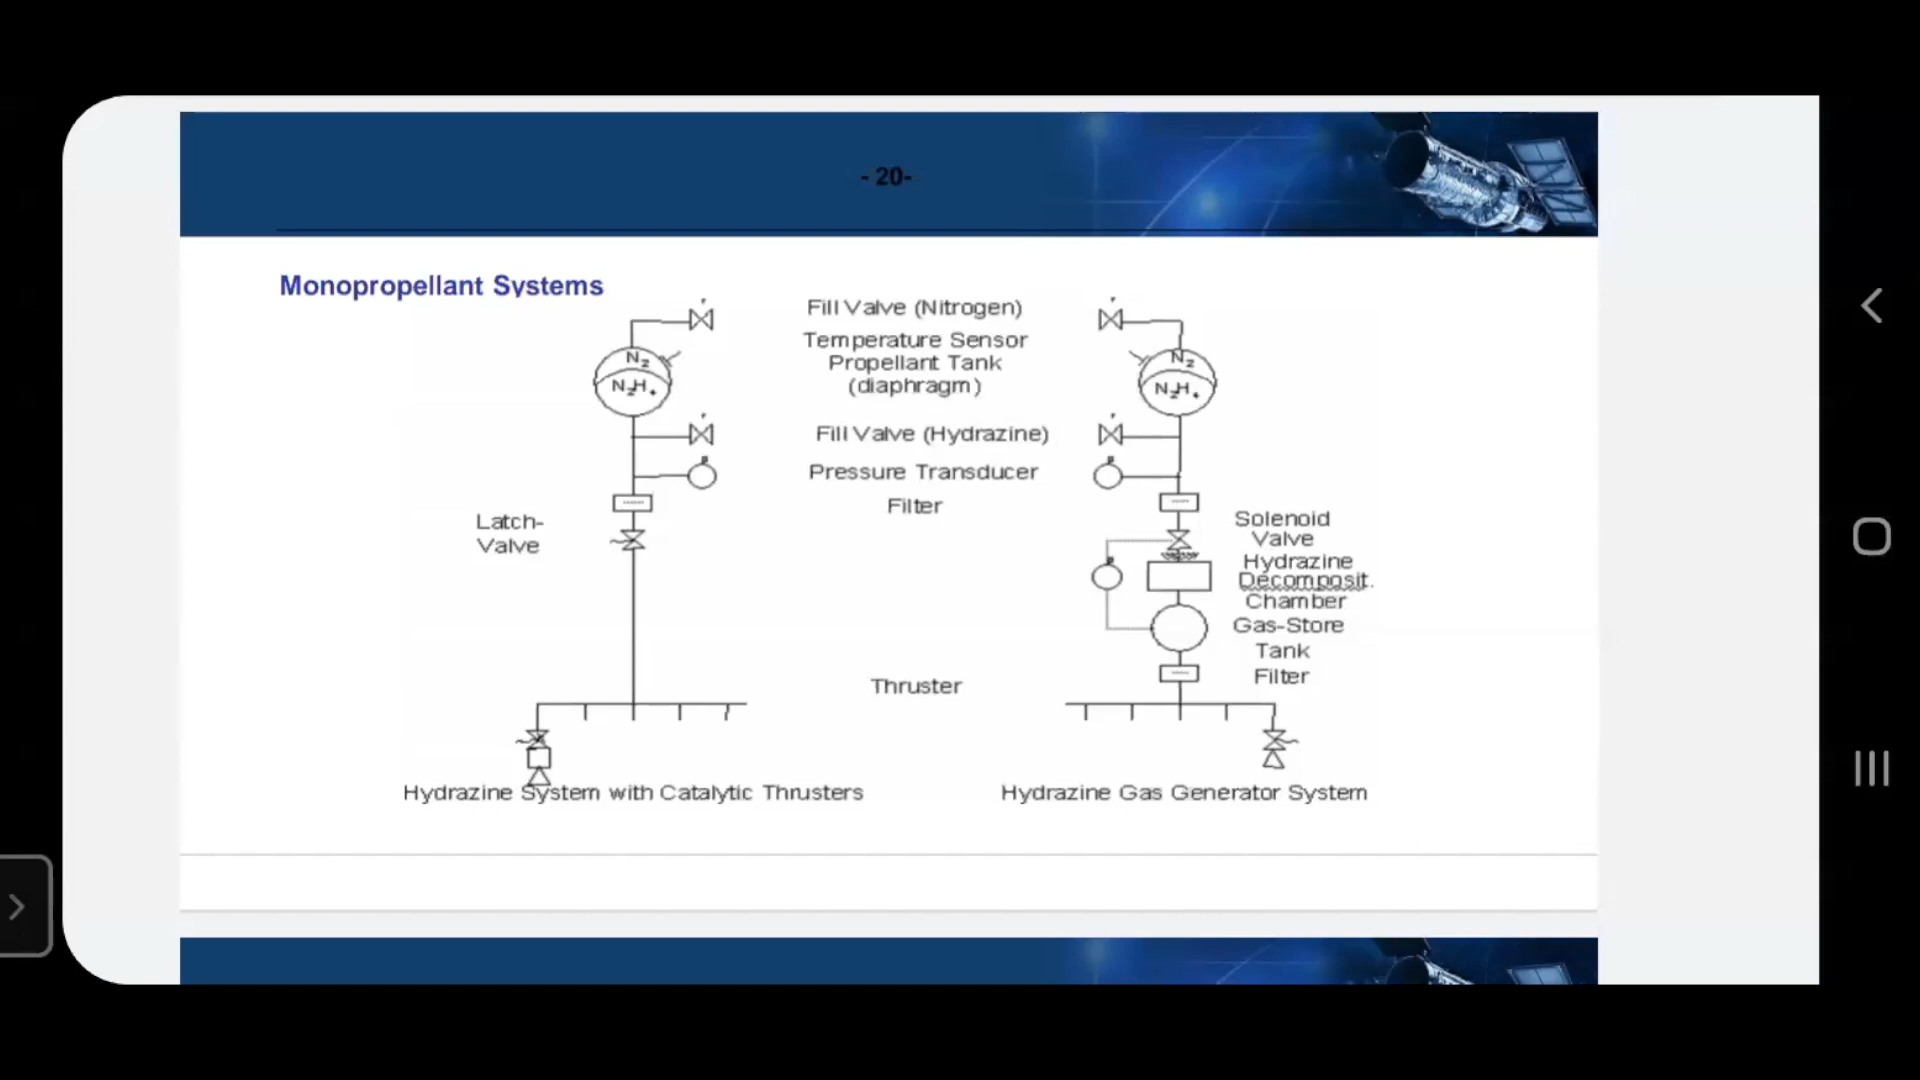 - 20-
Monopropellant Systems
Fill Valve (Nitrogen)
Temperature Sensor
Propellant Tank
(diaphragm)
N2
N2H4
N2
N2H4
Fill Valve (Hydrazine)
Pressure Transducer
Filter
Latch-
Valve
Solenoid
Valve
Hydrazine
Decomposit.
Chamber
Gas-Store
Tank
Filter
Thruster
Hydrazine System with Catalytic Thrusters
Hydrazine Gas Generator System